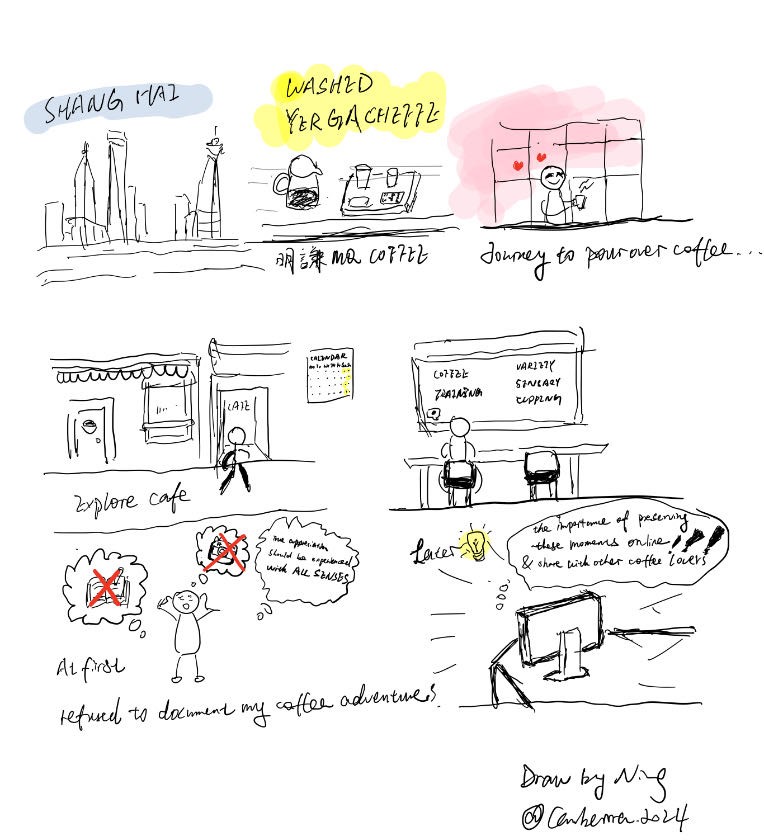 SHANG HAI
WASHED
YERGACHEFFE
明謙 MQ COFFEE
Journey to pour over coffee...
CALENDAR
CAFE
Explore cafe
COFFEE
TRAINING
VARIETY
SENSARY
CUPPING
true appreciation
should be experienced
with ALL SENSES
At first
refused to document my coffee adventures
Later
the importance of preserving
these moments online!!!
& share with other coffee lovers
Draw by Ning
@ Canberra.2024